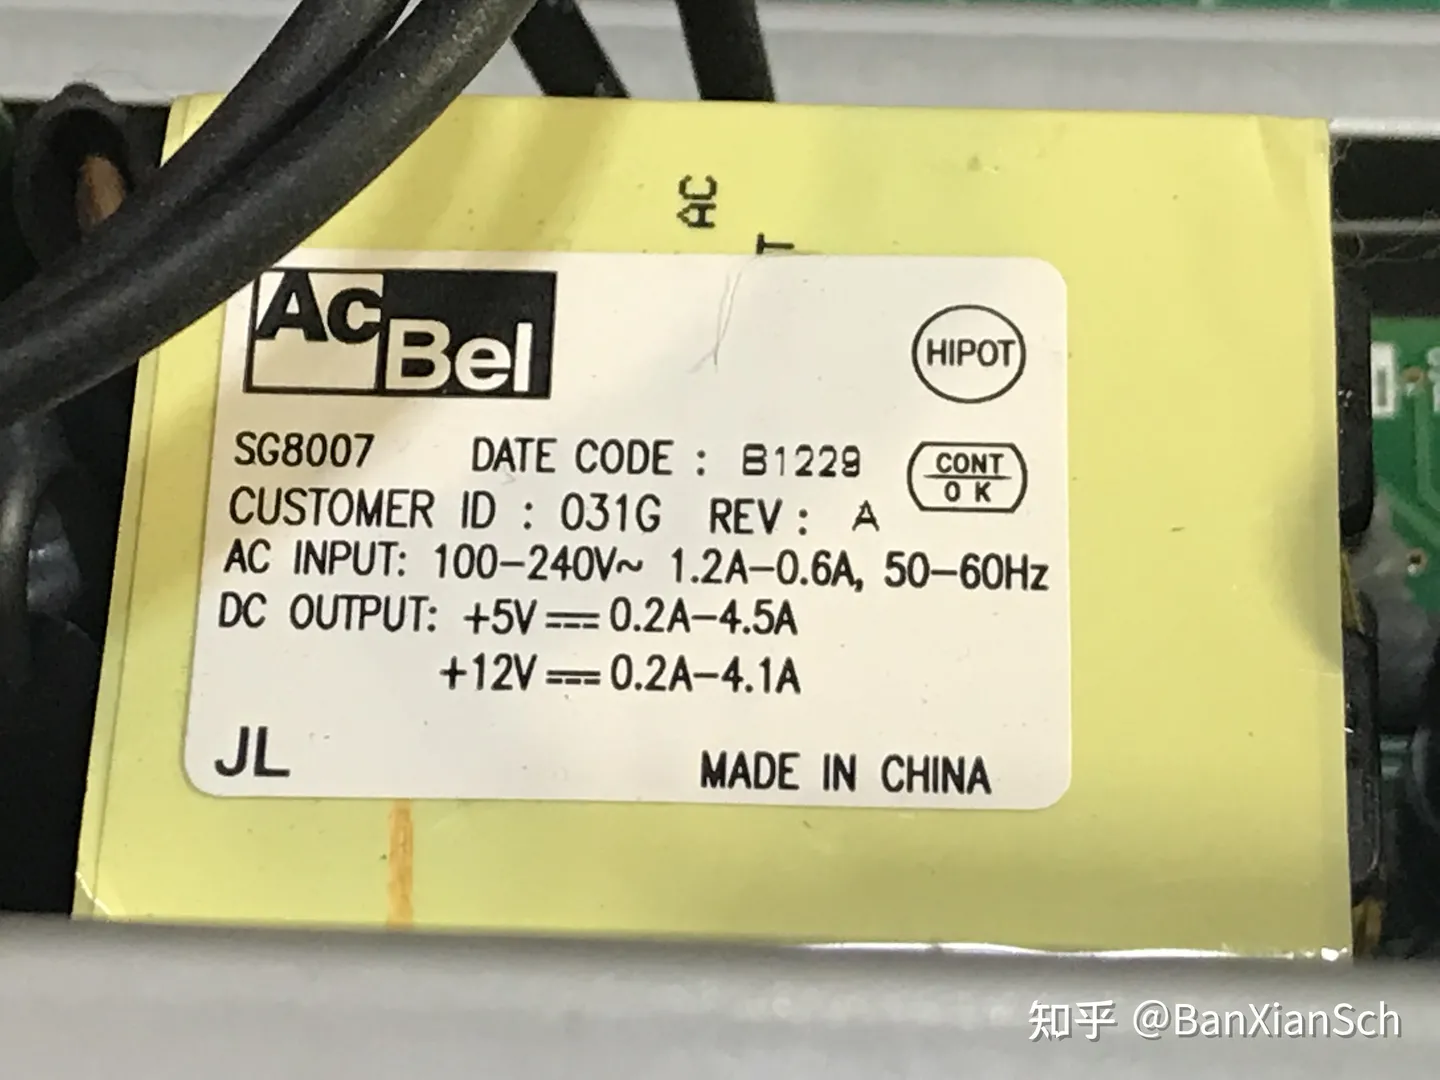 AC
T
AcBel
HIPOT
SG8007 DATE CODE : B1229
CONT
OK
CUSTOMER ID : 031G REV : A
AC INPUT: 100-240V~ 1.2A-0.6A, 50-60Hz
DC OUTPUT: +5V⎓0.2A-4.5A
+12V⎓0.2A-4.1A
JL
MADE IN CHINA
知乎 @BanXianSch